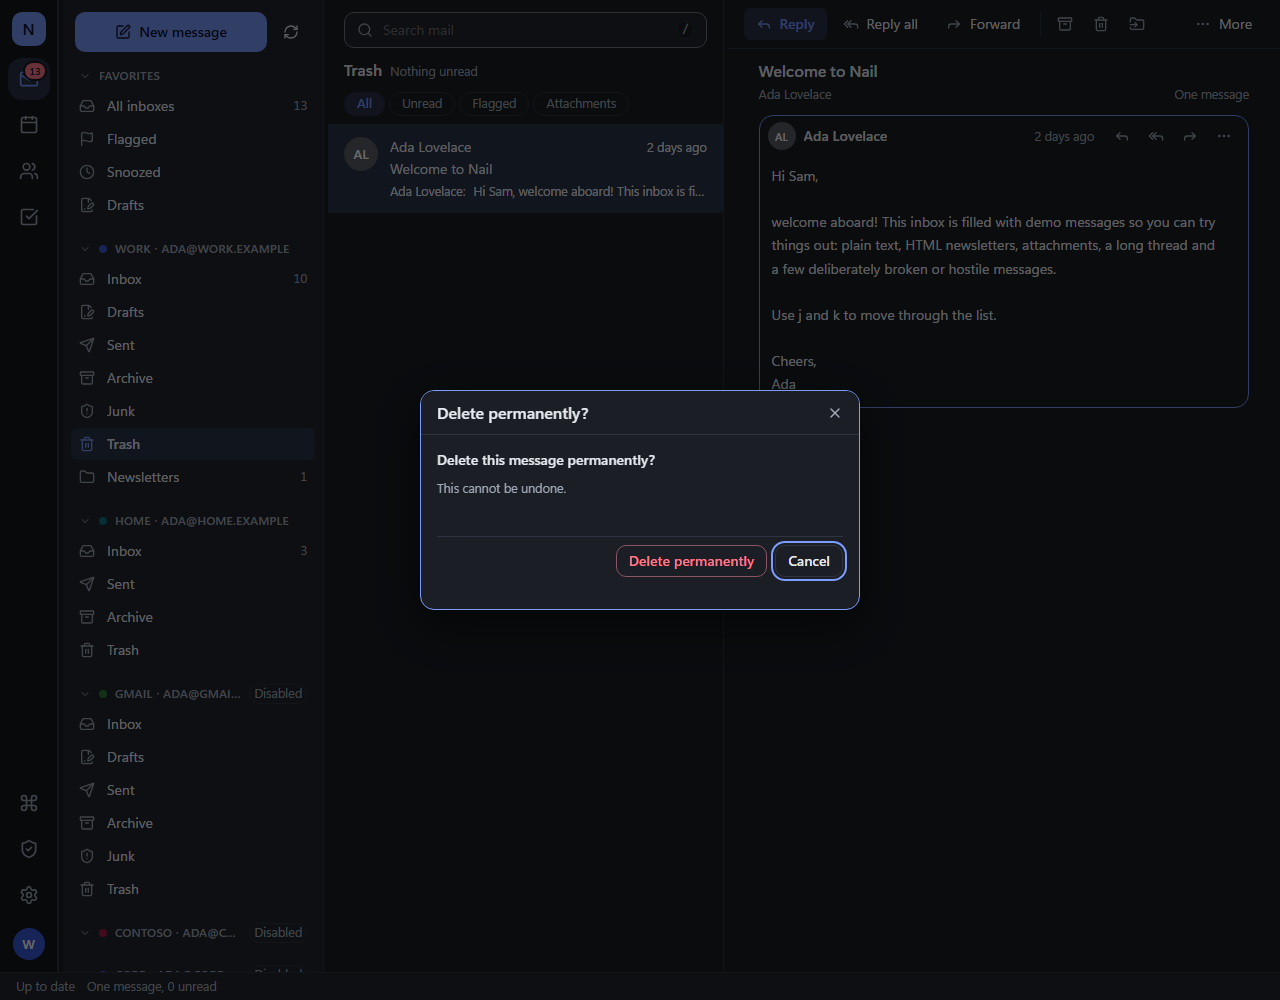 N
13
New message
FAVORITES
All inboxes 13
Flagged
Snoozed
Drafts
WORK · ADA@WORK.EXAMPLE
Inbox 10
Drafts
Sent
Archive
Junk
Trash
Newsletters 1
HOME · ADA@HOME.EXAMPLE
Inbox 3
Sent
Archive
Trash
GMAIL · ADA@GMAI... Disabled
Inbox
Drafts
Sent
Archive
Junk
Trash
CONTOSO · ADA@C... Disabled
W
Search mail /
Trash Nothing unread
All Unread Flagged Attachments
AL
Ada Lovelace 2 days ago
Welcome to Nail
Ada Lovelace: Hi Sam, welcome aboard! This inbox is fi...
Reply Reply all Forward More
Welcome to Nail
Ada Lovelace One message
AL Ada Lovelace 2 days ago
Hi Sam,
welcome aboard! This inbox is filled with demo messages so you can try
things out: plain text, HTML newsletters, attachments, a long thread and
a few deliberately broken or hostile messages.
Use j and k to move through the list.
Cheers,
Ada
Delete permanently?
Delete this message permanently?
This cannot be undone.
Delete permanently Cancel
Up to date One message, 0 unread